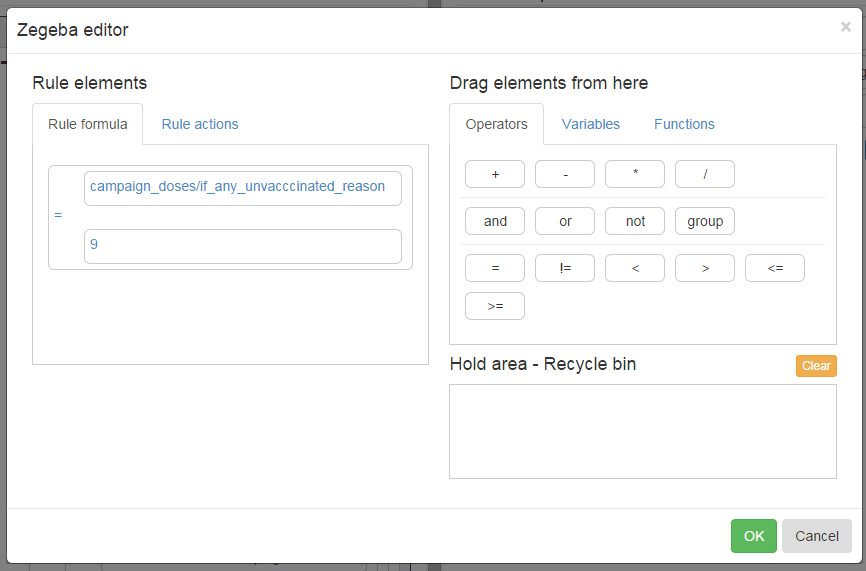 Zegeba editor
×
Rule elements
Drag elements from here
Rule formula Rule actions
Operators Variables Functions
campaign_doses/if_any_unvacccinated_reason
=
9
+ - * /
and or not group
= != < > <=
>=
Hold area - Recycle bin
Clear
OK Cancel